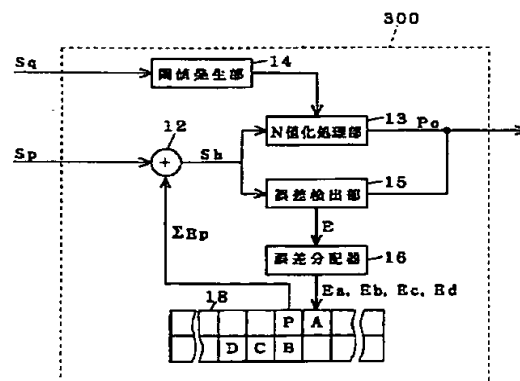 300
Sq
閾値発生部
14
12
N値化処理部
13
Po
Sp
+
Sh
誤差検出部
15
ΣEp
E
誤差分配器
16
18
Ea, Eb, Ec, Ed
P A
D C B